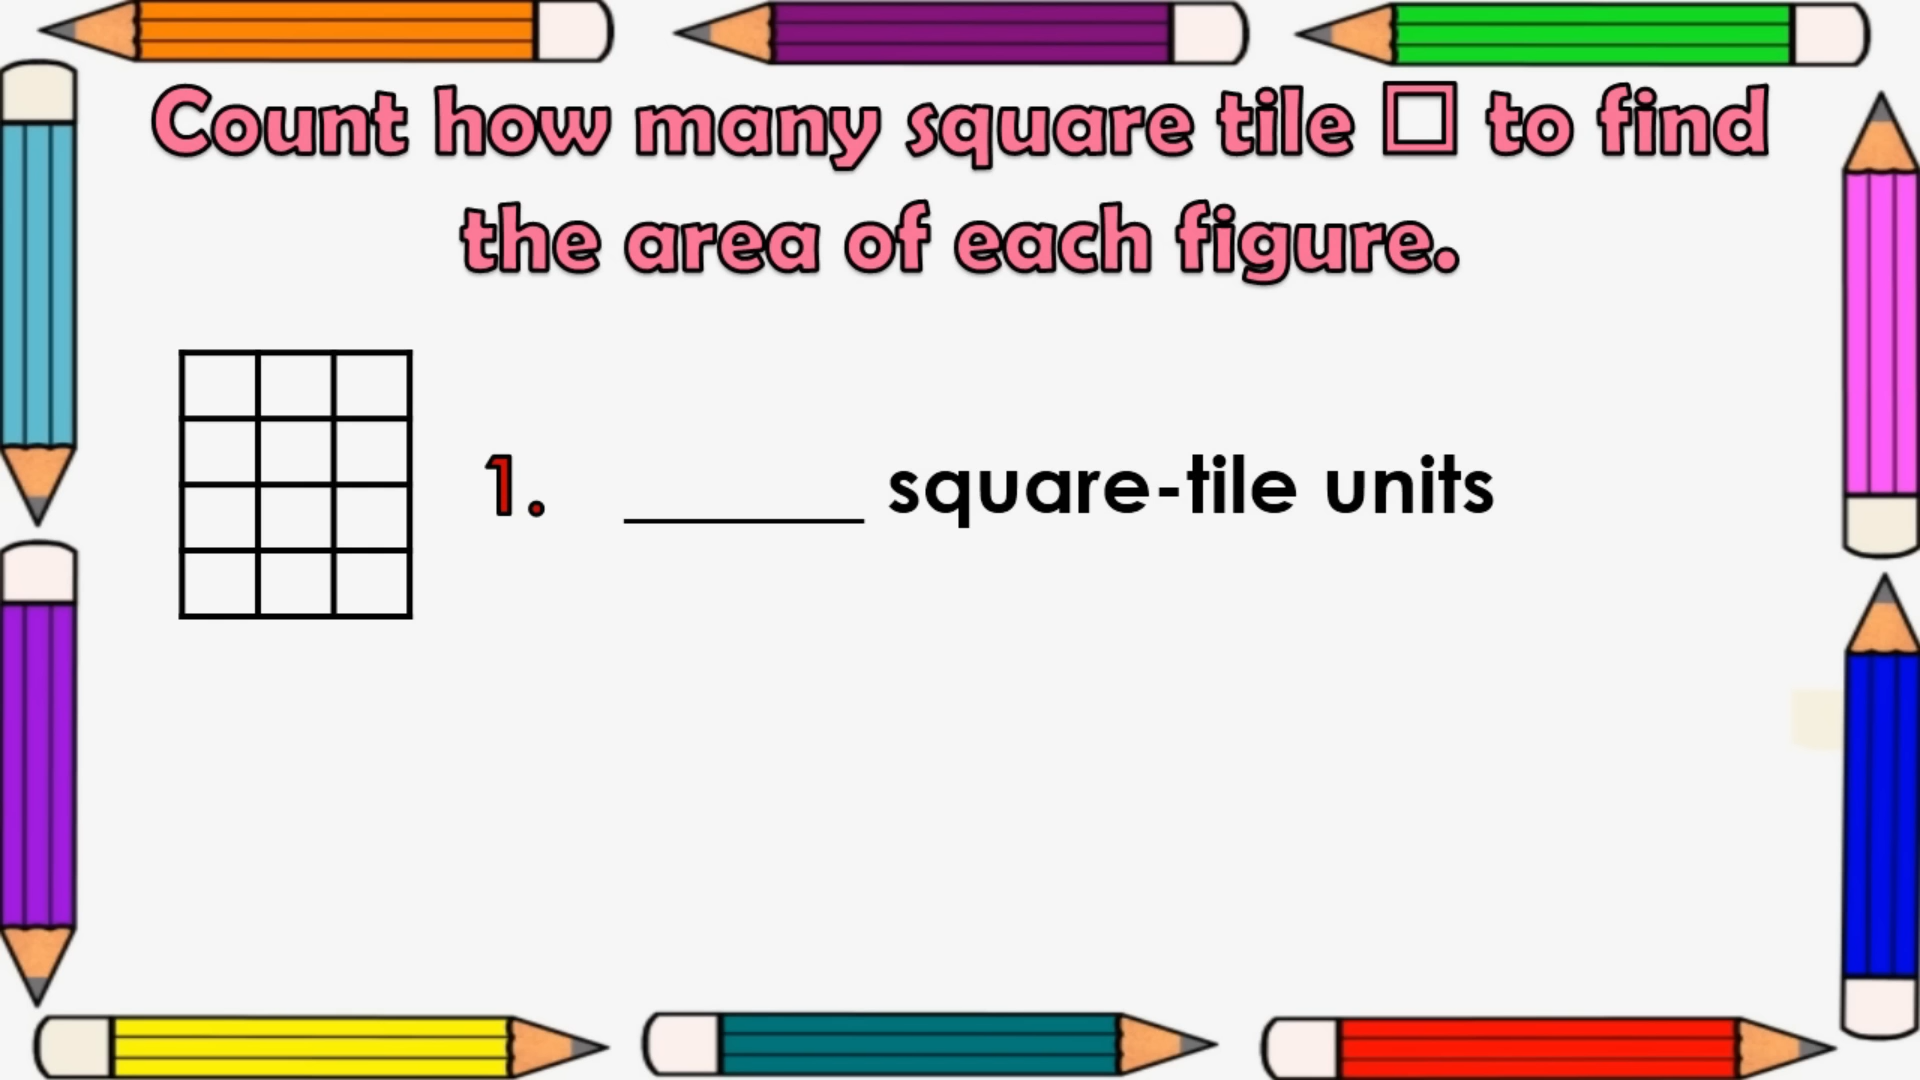 Count how many square tile □ to find
the area of each figure.
1. ______ square-tile units